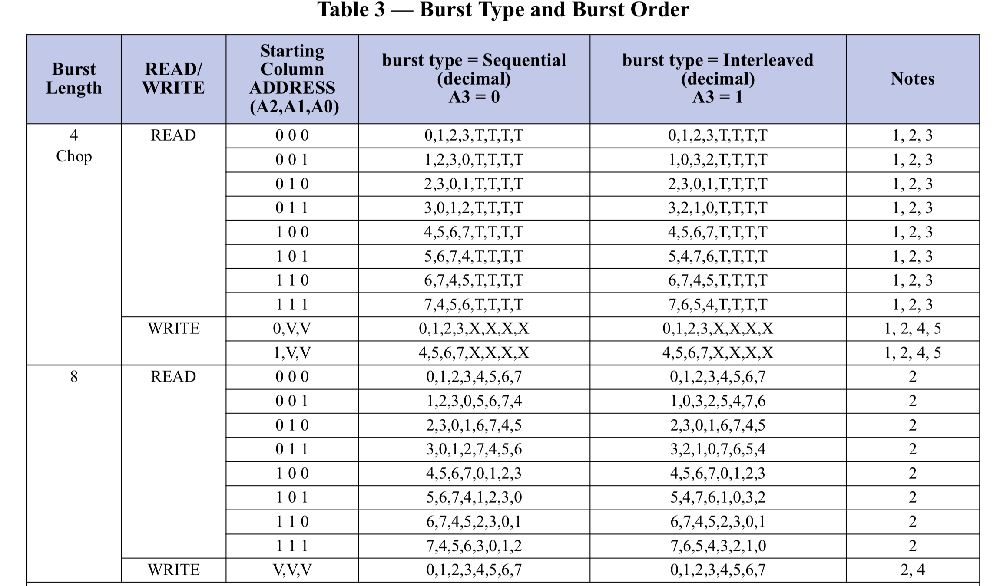 Table 3 — Burst Type and Burst Order
Burst Length | READ/ WRITE | Starting Column ADDRESS (A2,A1,A0) | burst type = Sequential (decimal) A3 = 0 | burst type = Interleaved (decimal) A3 = 1 | Notes
4 Chop | READ | 0 0 0 | 0,1,2,3,T,T,T,T | 0,1,2,3,T,T,T,T | 1, 2, 3
0 0 1 | 1,2,3,0,T,T,T,T | 1,0,3,2,T,T,T,T | 1, 2, 3
0 1 0 | 2,3,0,1,T,T,T,T | 2,3,0,1,T,T,T,T | 1, 2, 3
0 1 1 | 3,0,1,2,T,T,T,T | 3,2,1,0,T,T,T,T | 1, 2, 3
1 0 0 | 4,5,6,7,T,T,T,T | 4,5,6,7,T,T,T,T | 1, 2, 3
1 0 1 | 5,6,7,4,T,T,T,T | 5,4,7,6,T,T,T,T | 1, 2, 3
1 1 0 | 6,7,4,5,T,T,T,T | 6,7,4,5,T,T,T,T | 1, 2, 3
1 1 1 | 7,4,5,6,T,T,T,T | 7,6,5,4,T,T,T,T | 1, 2, 3
WRITE | 0,V,V | 0,1,2,3,X,X,X,X | 0,1,2,3,X,X,X,X | 1, 2, 4, 5
1,V,V | 4,5,6,7,X,X,X,X | 4,5,6,7,X,X,X,X | 1, 2, 4, 5
8 | READ | 0 0 0 | 0,1,2,3,4,5,6,7 | 0,1,2,3,4,5,6,7 | 2
0 0 1 | 1,2,3,0,5,6,7,4 | 1,0,3,2,5,4,7,6 | 2
0 1 0 | 2,3,0,1,6,7,4,5 | 2,3,0,1,6,7,4,5 | 2
0 1 1 | 3,0,1,2,7,4,5,6 | 3,2,1,0,7,6,5,4 | 2
1 0 0 | 4,5,6,7,0,1,2,3 | 4,5,6,7,0,1,2,3 | 2
1 0 1 | 5,6,7,4,1,2,3,0 | 5,4,7,6,1,0,3,2 | 2
1 1 0 | 6,7,4,5,2,3,0,1 | 6,7,4,5,2,3,0,1 | 2
1 1 1 | 7,4,5,6,3,0,1,2 | 7,6,5,4,3,2,1,0 | 2
WRITE | V,V,V | 0,1,2,3,4,5,6,7 | 0,1,2,3,4,5,6,7 | 2, 4